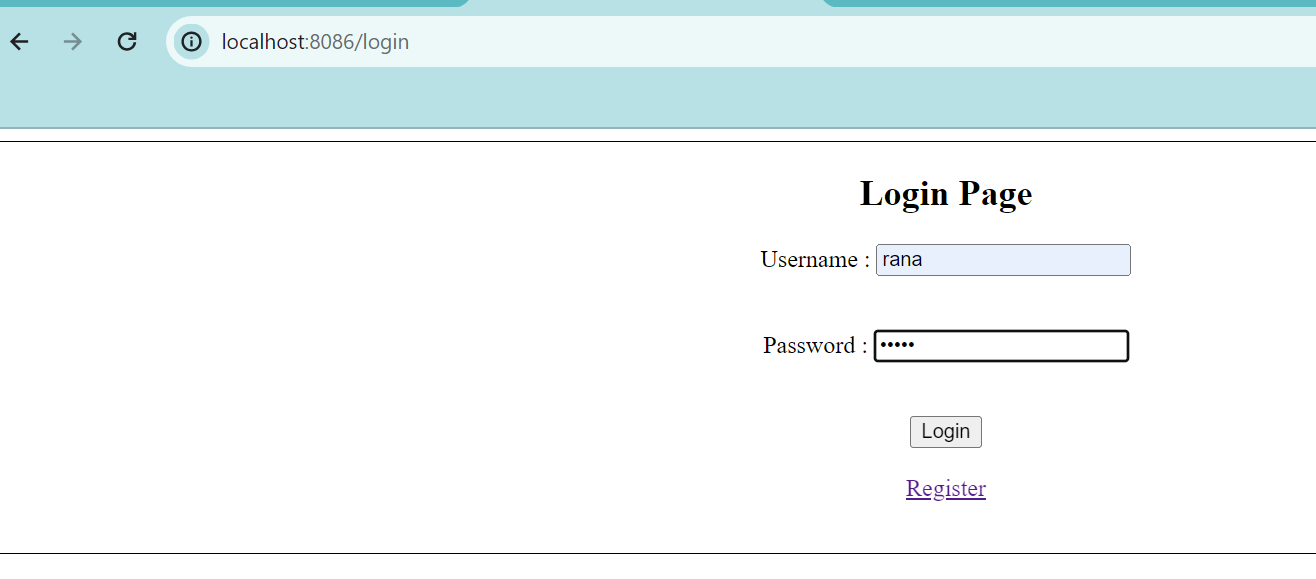 localhost:8086/login
Login Page
Username : rana
Password : •••••
Login
Register